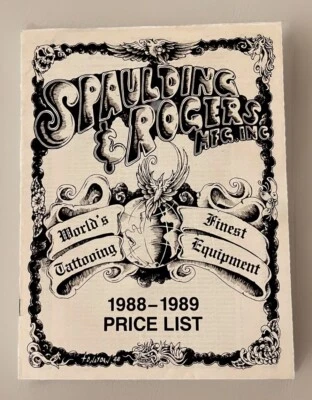 SPAULDING
& ROGERS,
MFG. INC
World's Finest
Tattooing Equipment
1988-1989
PRICE LIST